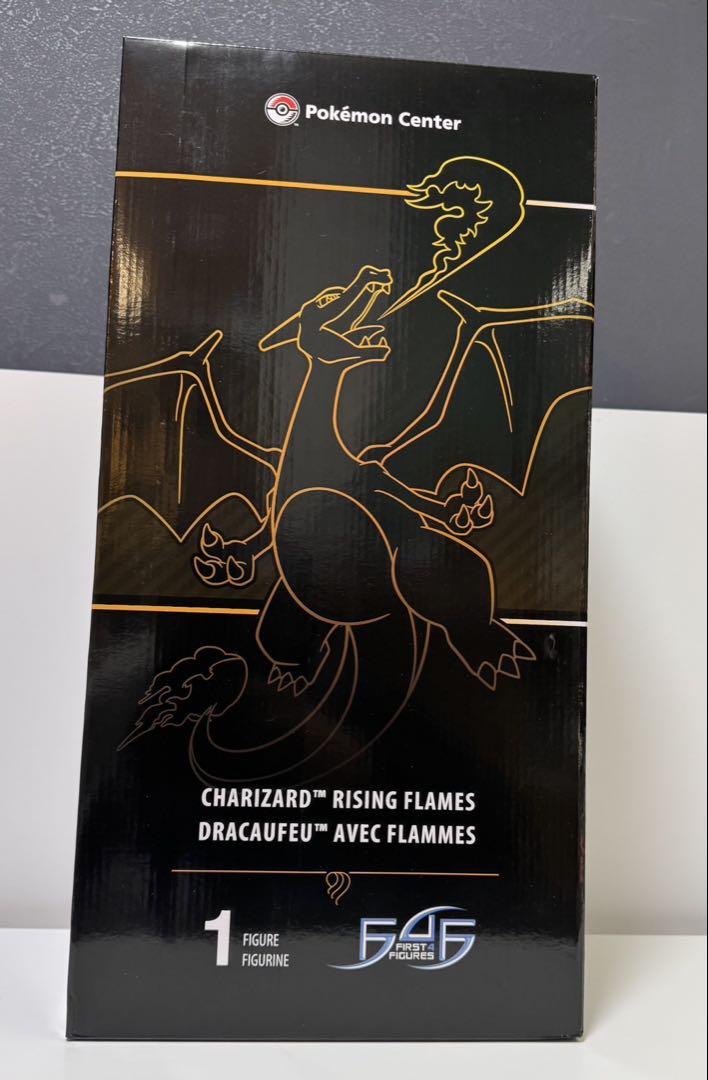 Pokémon Center
CHARIZARD™ RISING FLAMES
DRACAUFEU™ AVEC FLAMMES
1 FIGURE
FIGURINE
F4F
FIRST 4
FIGURES